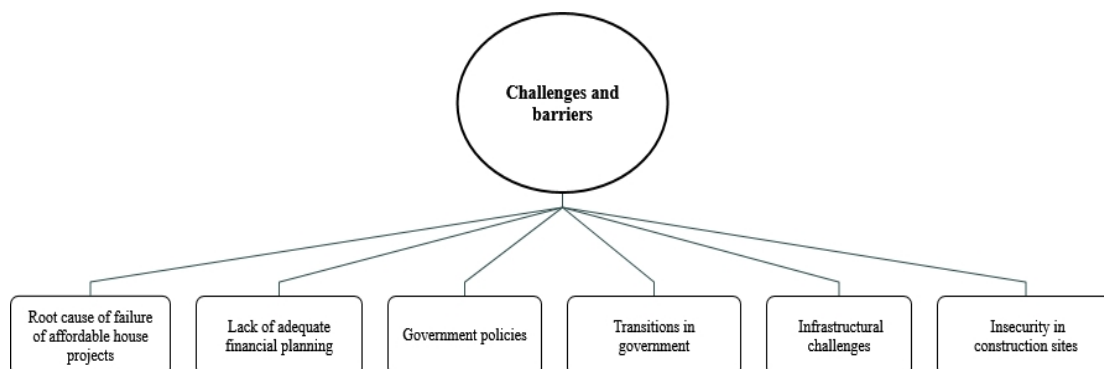 Challenges and
barriers
Root cause of failure
of affordable house
projects
Lack of adequate
financial planning
Government policies
Transitions in
government
Infrastructural
challenges
Insecurity in
construction sites